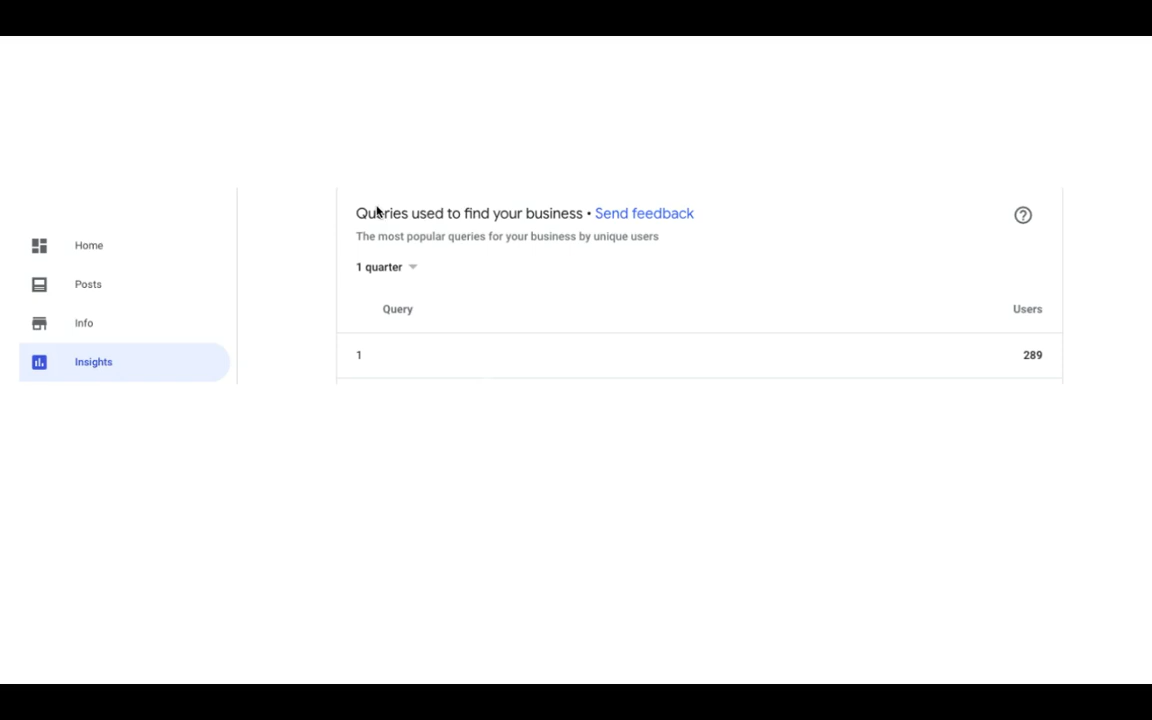 Home
Posts
Info
Insights
Queries used to find your business • Send feedback
The most popular queries for your business by unique users
1 quarter
Query Users
1 289